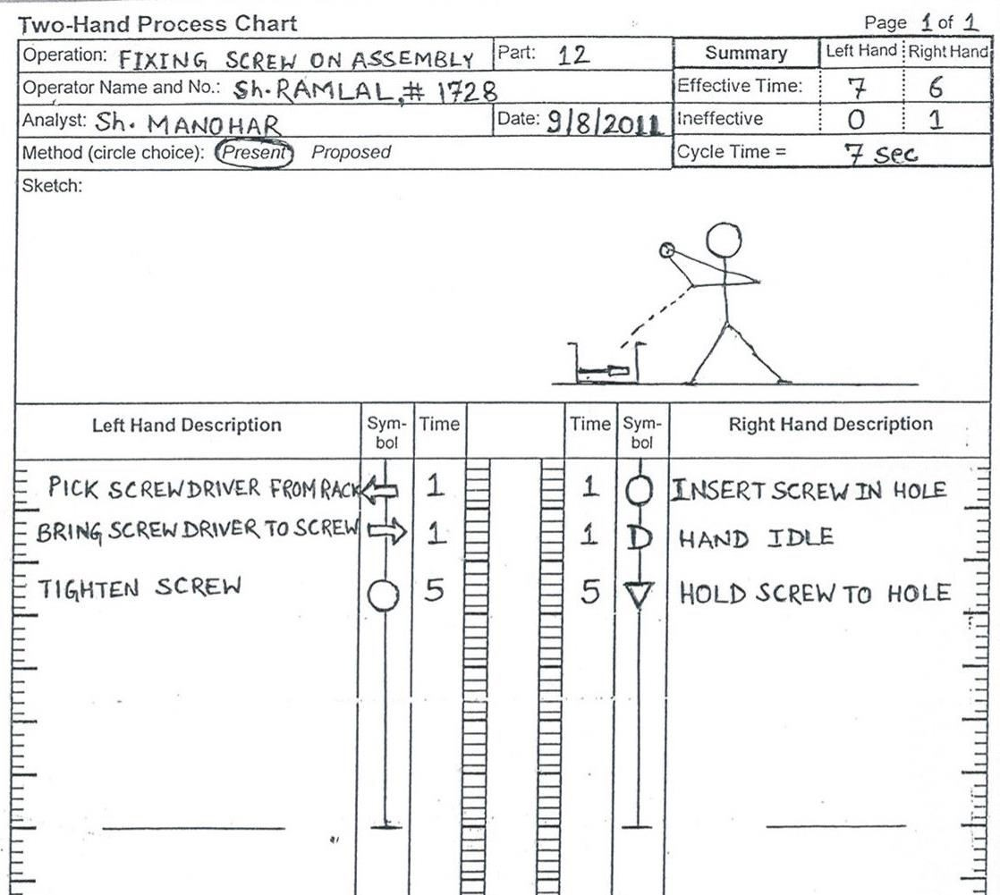 Two-Hand Process Chart Page 1 of 1
Operation: FIXING SCREW ON ASSEMBLY Part: 12 Summary Left Hand Right Hand
Operator Name and No.: Sh. RAMLAL, # 1728 Effective Time: 7 6
Analyst: Sh. MANOHAR Date: 9/8/2011 Ineffective 0 1
Method (circle choice): Present Proposed Cycle Time = 7 sec
Sketch:
Left Hand Description Sym-bol Time Time Sym-bol Right Hand Description
PICK SCREWDRIVER FROM RACK 1 1 INSERT SCREW IN HOLE
BRING SCREW DRIVER TO SCREW 1 1 D HAND IDLE
TIGHTEN SCREW 5 5 HOLD SCREW TO HOLE